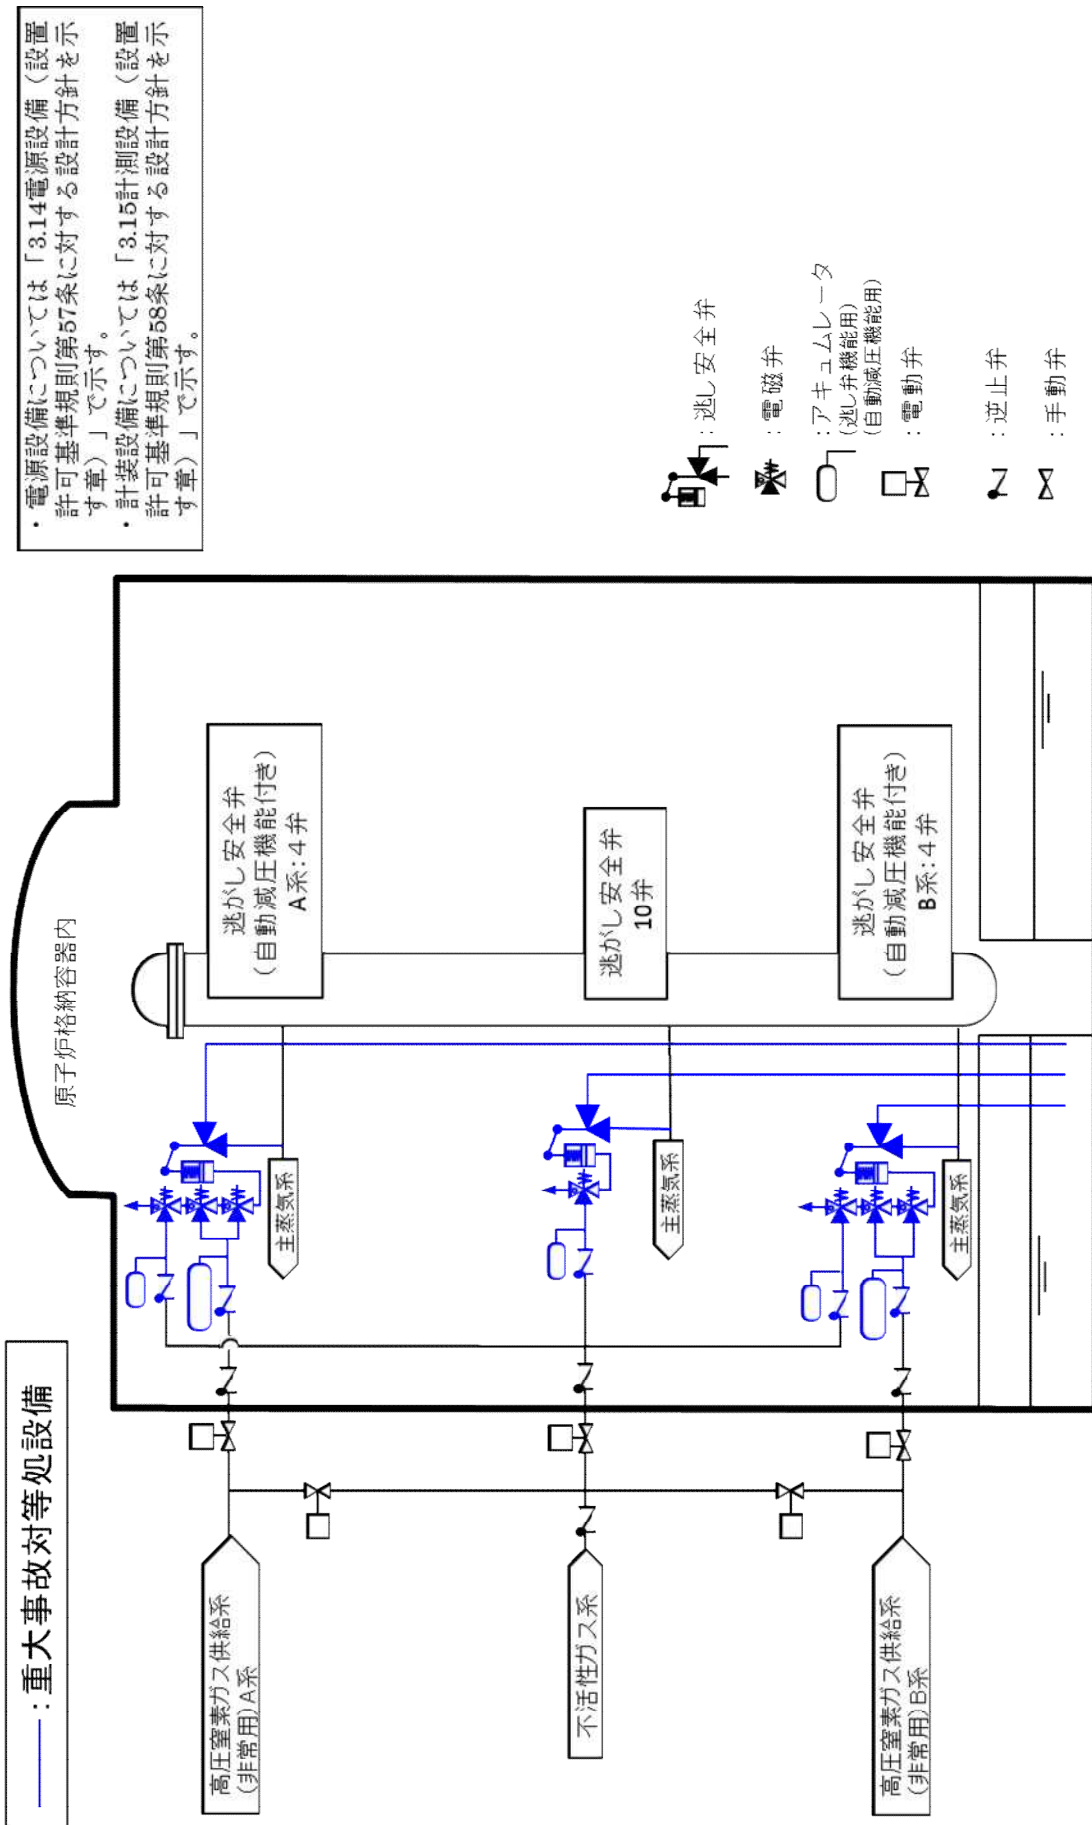 :重大事故対等処設備
・電源設備については「3.14電源設備（設置
許可基準規則第57条に対する設計方針を示
す章）」で示す。
・計装設備については「3.15計測設備（設置
許可基準規則第58条に対する設計方針を示
す章）」で示す。
原子炉格納容器内
高圧窒素ガス供給系
(非常用)A系
主蒸気系
逃がし安全弁
(自動減圧機能付き)
A系:4弁
不活性ガス系
主蒸気系
逃がし安全弁
10弁
高圧窒素ガス供給系
(非常用)B系
主蒸気系
逃がし安全弁
(自動減圧機能付き)
B系:4弁
:逃し安全弁
:電磁弁
:アキュムレータ
(逃し弁機能用)
(自動減圧機能用)
:電動弁
:逆止弁
:手動弁